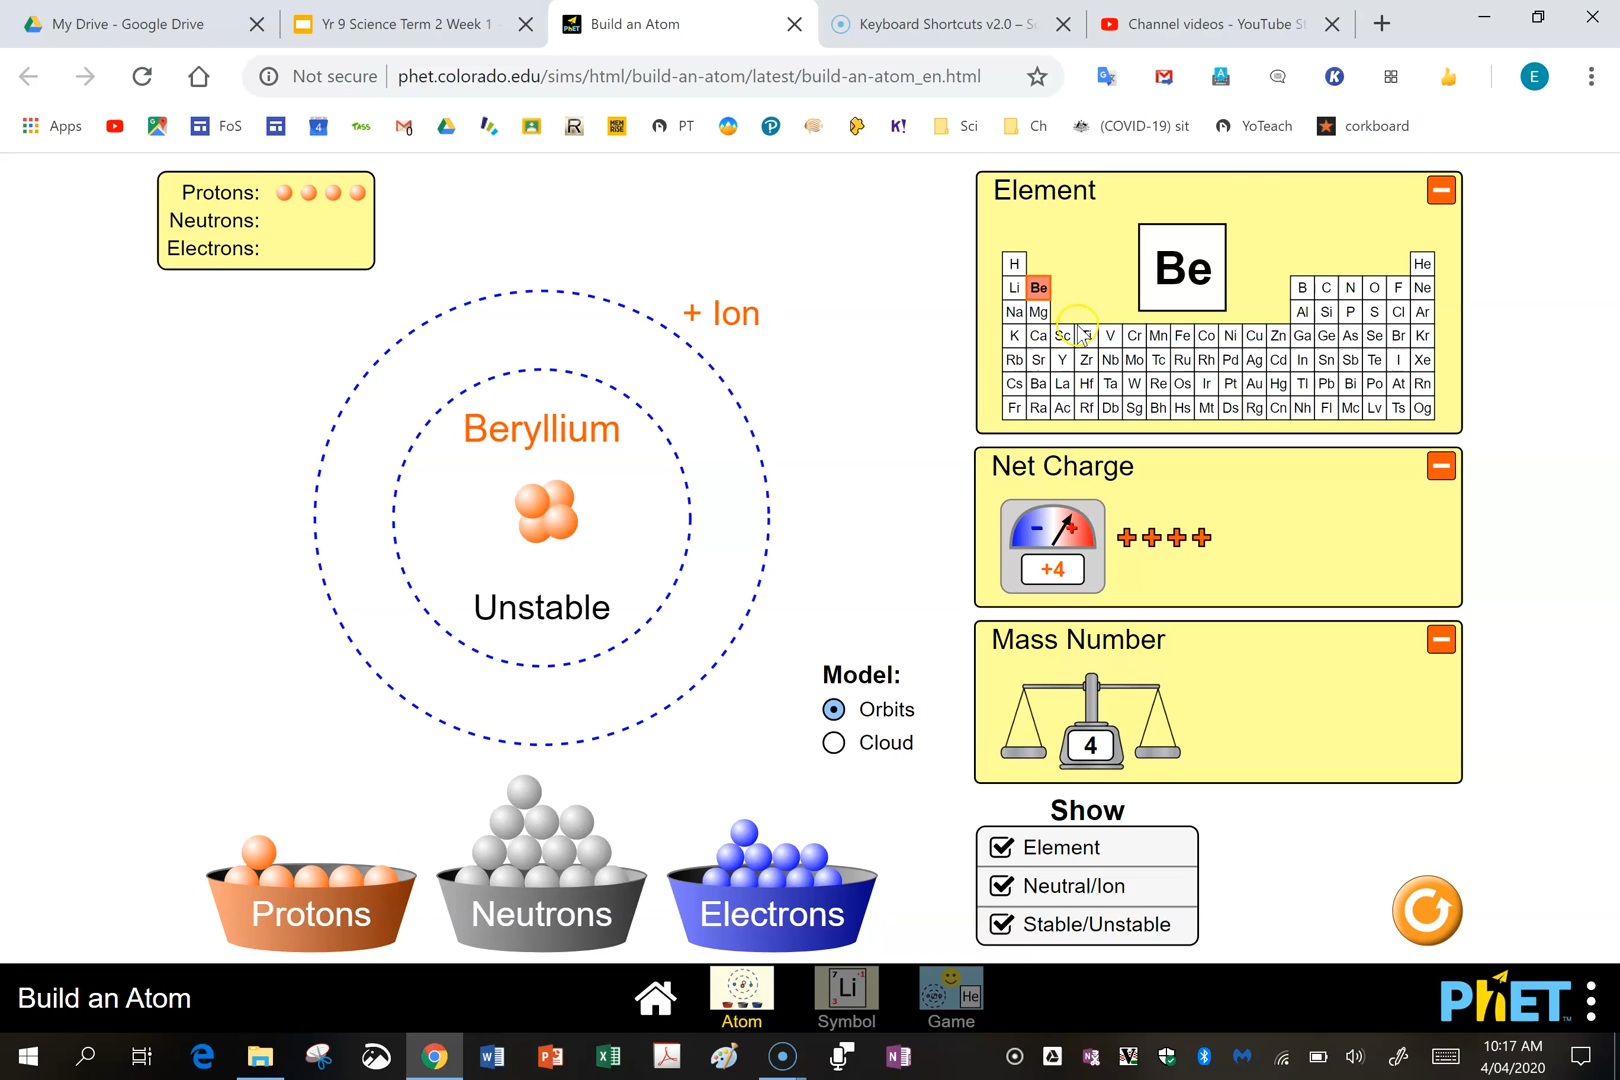 My Drive - Google Drive
Yr 9 Science Term 2 Week 1 -
Build an Atom
Keyboard Shortcuts v2.0 – Sc
Channel videos - YouTube St
Not secure
phet.colorado.edu/sims/html/build-an-atom/latest/build-an-atom_en.html
E
Apps
FoS
PT
Sci
Ch
(COVID-19) sit
YoTeach
corkboard
Protons:
Neutrons:
Electrons:
+ Ion
Beryllium
Unstable
Model:
Orbits
Cloud
Protons
Neutrons
Electrons
Element
Be
H He
Li Be B C N O F Ne
Na Mg Al Si P S Cl Ar
K Ca Sc V Cr Mn Fe Co Ni Cu Zn Ga Ge As Se Br Kr
Rb Sr Y Zr Nb Mo Tc Ru Rh Pd Ag Cd In Sn Sb Te I Xe
Cs Ba La Hf Ta W Re Os Ir Pt Au Hg Tl Pb Bi Po At Rn
Fr Ra Ac Rf Db Sg Bh Hs Mt Ds Rg Cn Nh Fl Mc Lv Ts Og
Net Charge
- +
+4
++++
Mass Number
4
Show
Element
Neutral/Ion
Stable/Unstable
Build an Atom
Atom
7 +1
Li
3
Symbol
He
Game
PhET
10:17 AM
4/04/2020